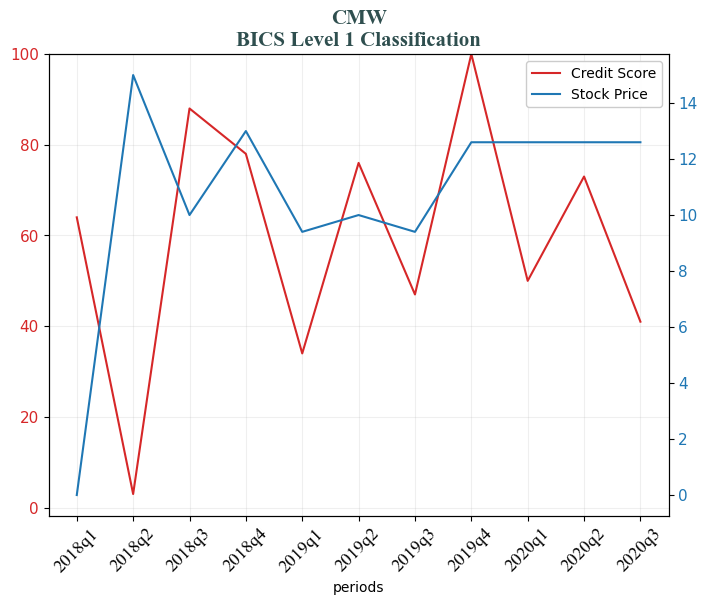 CMW
BICS Level 1 Classification
100
80
60
40
20
0
Credit Score
Stock Price
14
12
10
8
6
4
2
0
2018q1
2018q2
2018q3
2018q4
2019q1
2019q2
2019q3
2019q4
2020q1
2020q2
2020q3
periods